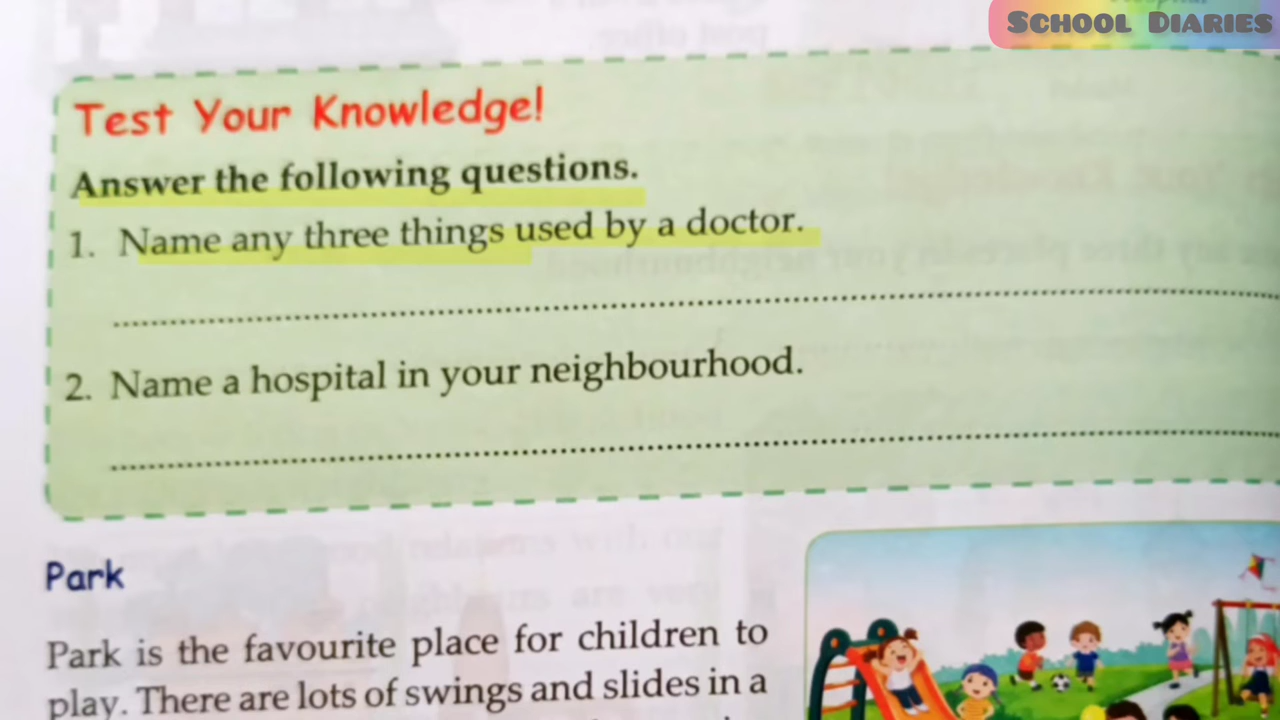 SCHOOL DIARIES
Test Your Knowledge!
Answer the following questions.
1. Name any three things used by a doctor.
2. Name a hospital in your neighbourhood.
Park
Park is the favourite place for children to
play. There are lots of swings and slides in a